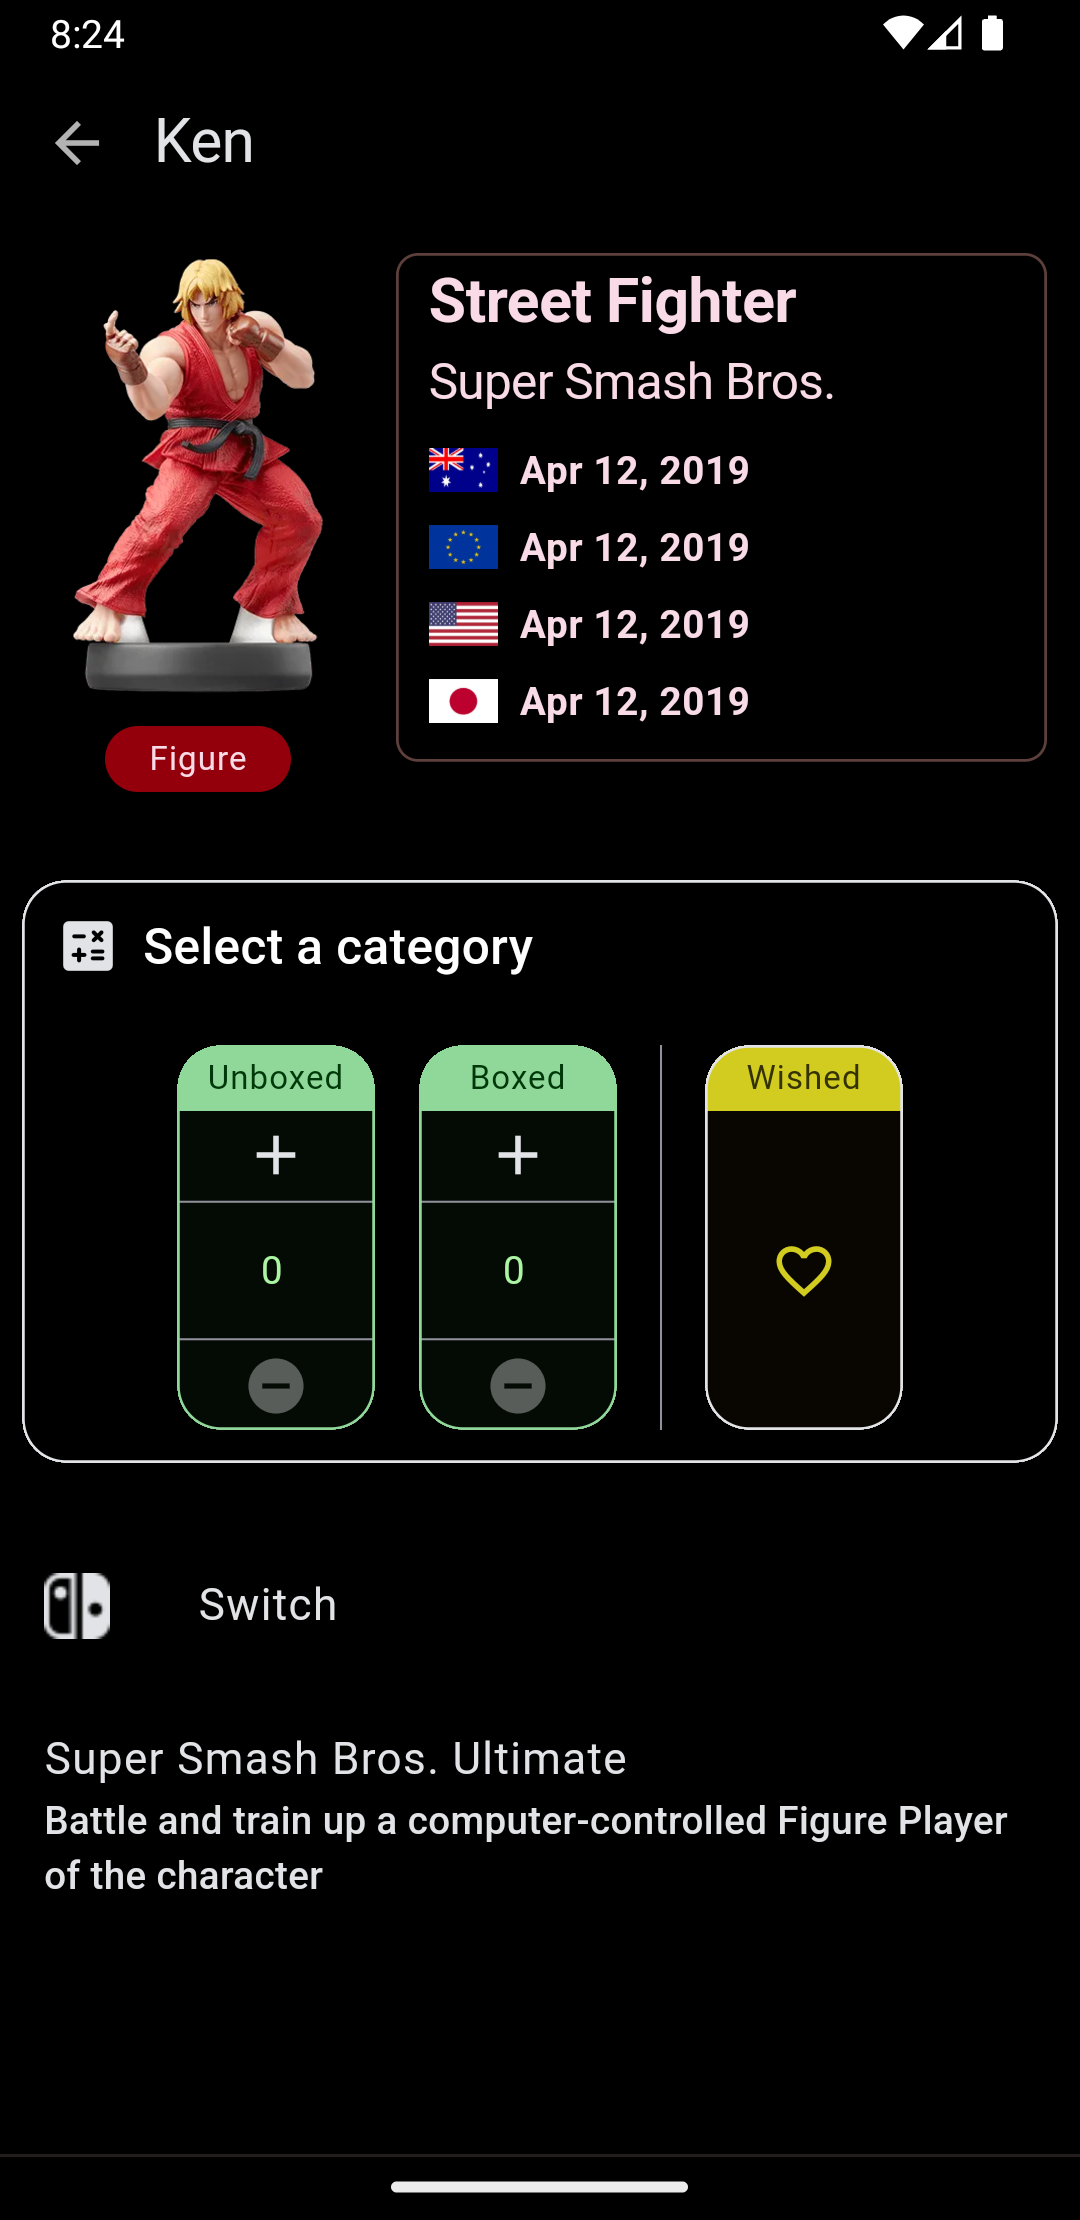 8:24
Ken
Street Fighter
Super Smash Bros.
Apr 12, 2019
Apr 12, 2019
Apr 12, 2019
Apr 12, 2019
Figure
Select a category
Unboxed
Boxed
Wished
0
0
Switch
Super Smash Bros. Ultimate
Battle and train up a computer-controlled Figure Player
of the character